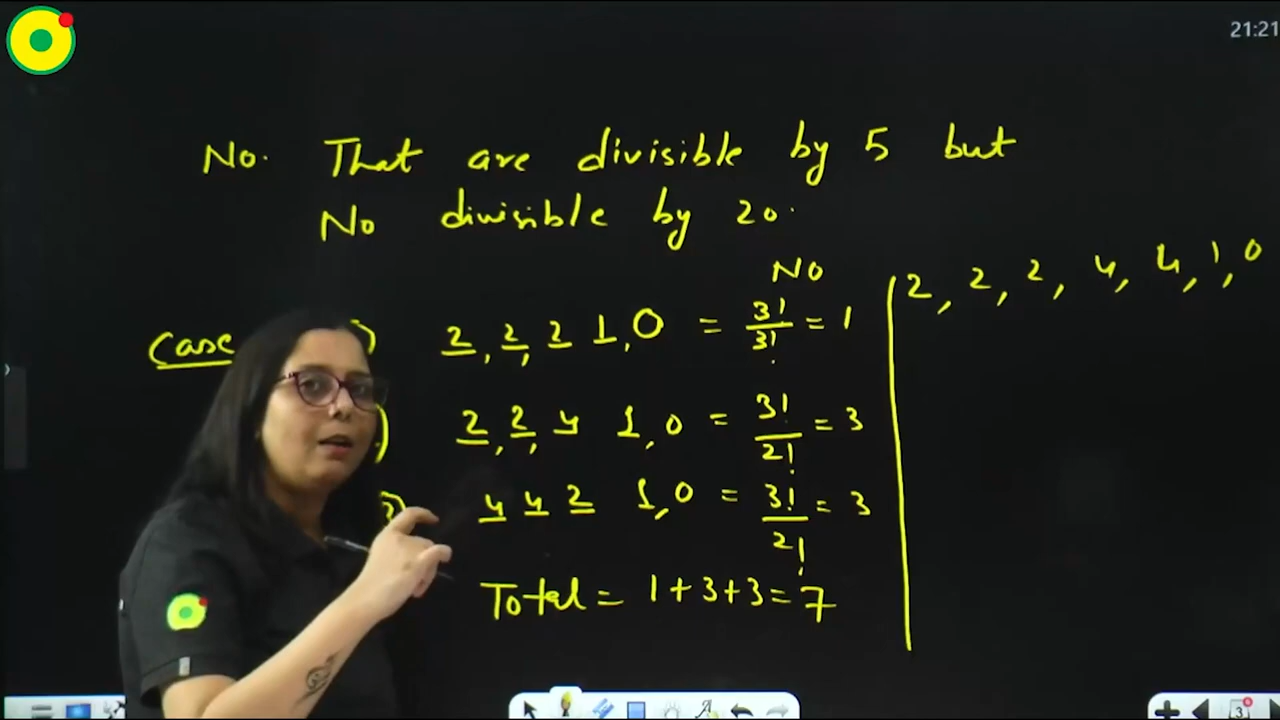 21:21
No. That are divisible by 5 but
No divisible by 20.
NO
2, 2, 2, 4, 4, 1, 0
Case ) 2, 2, 2 1, 0 = 3!/3! = 1
) 2, 2, 4 1, 0 = 3!/2! = 3
3) 4 4 2 1, 0 = 3!/2! = 3
Total = 1+3+3 = 7
3